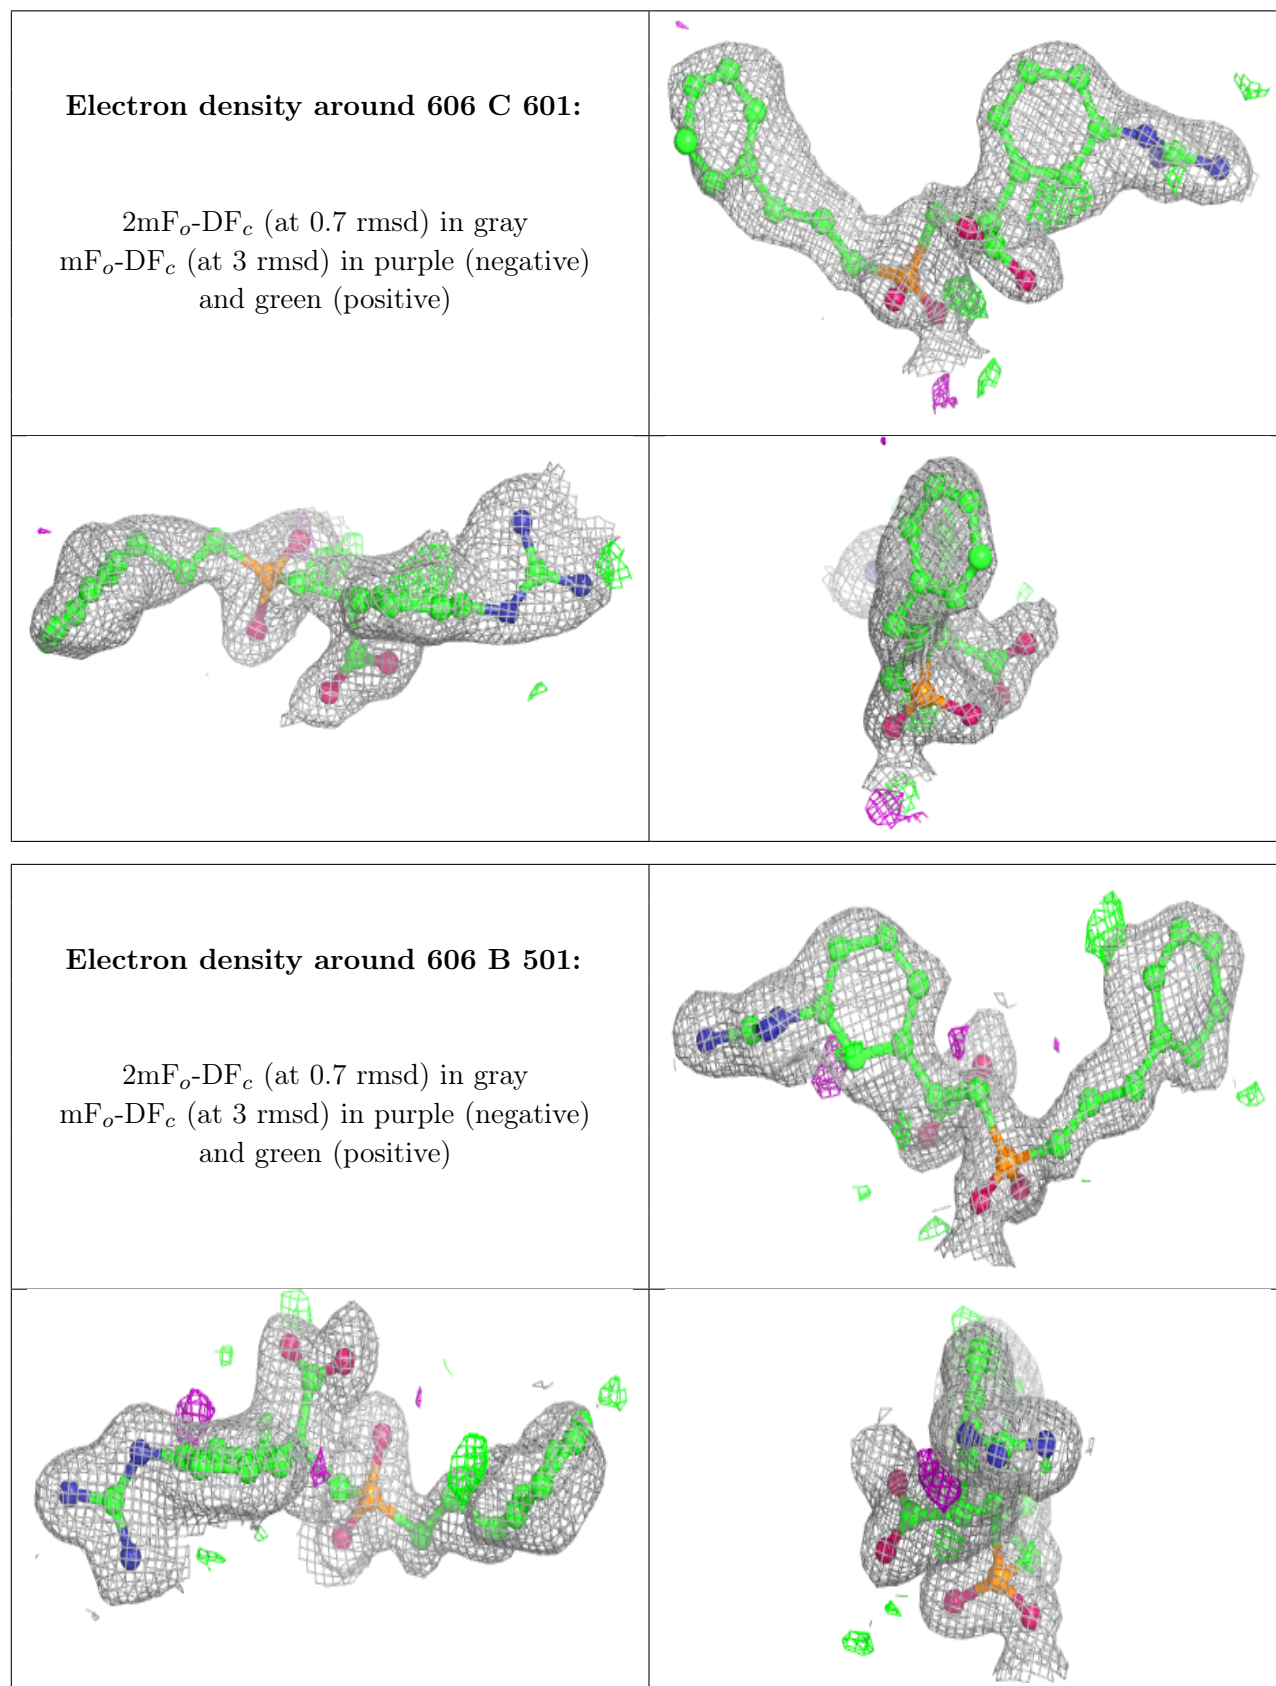 Electron density around 606 C 601:
2mFo-DFc (at 0.7 rmsd) in gray
mFo-DFc (at 3 rmsd) in purple (negative)
and green (positive)
Electron density around 606 B 501:
2mFo-DFc (at 0.7 rmsd) in gray
mFo-DFc (at 3 rmsd) in purple (negative)
and green (positive)